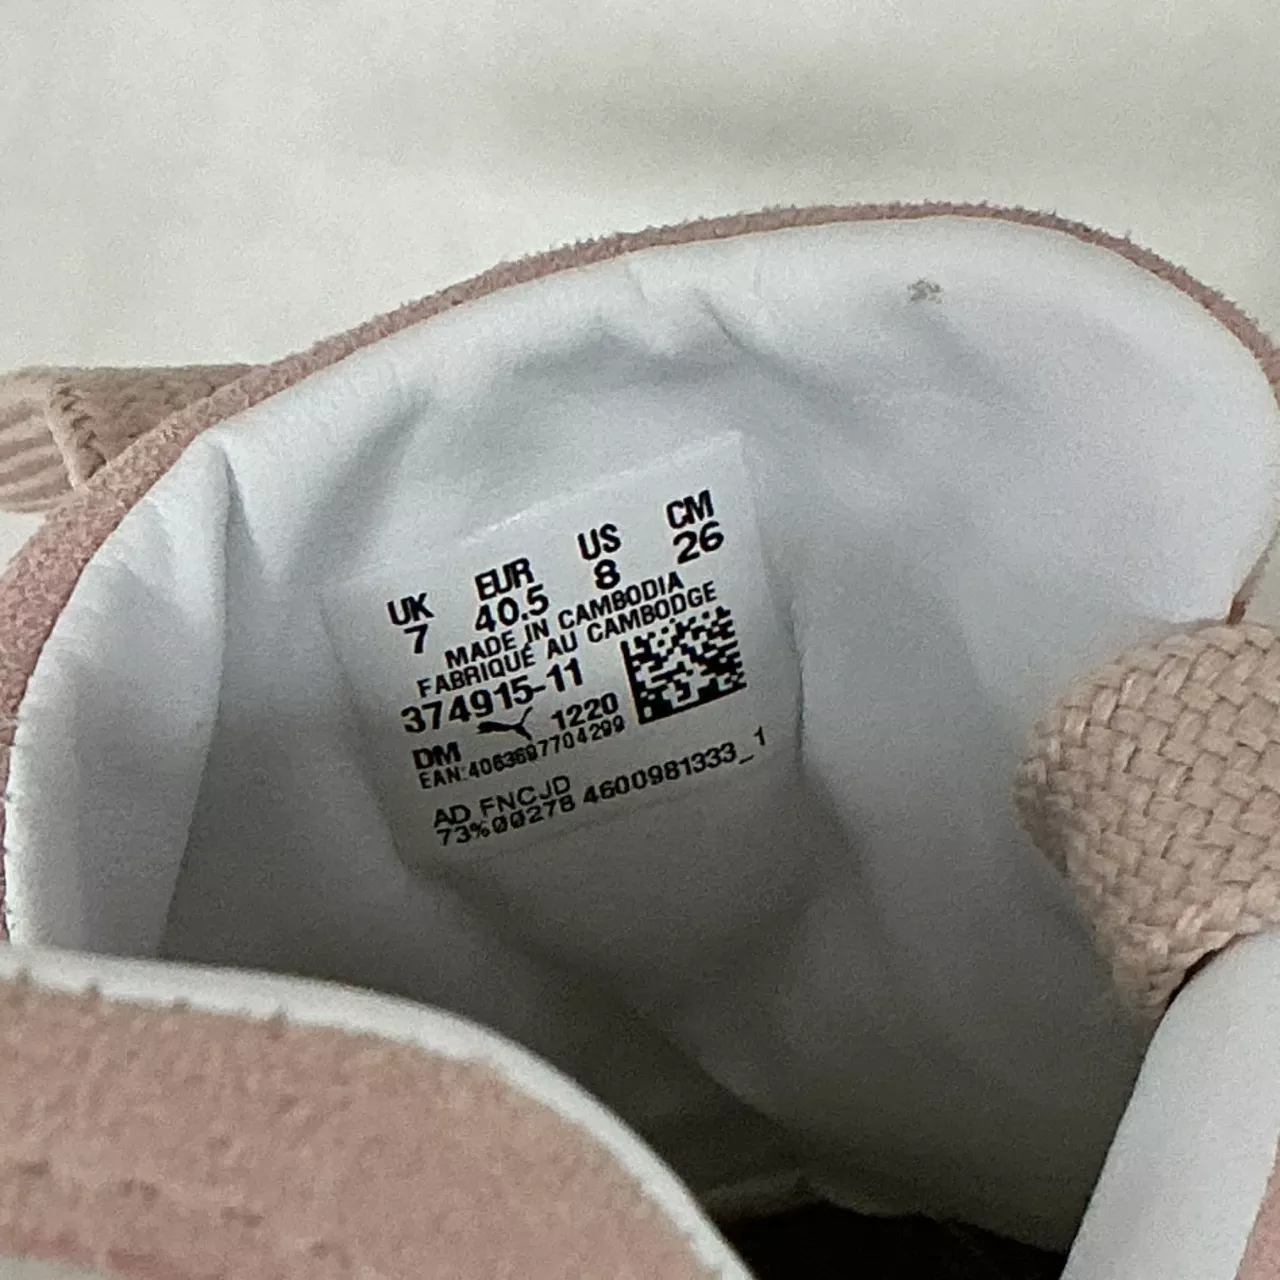 UK EUR US CM
7 40.5 8 26
MADE IN CAMBODIA
FABRIQUÉ AU CAMBODGE
374915-11
DM 1220
EAN:4063697704299
AD FNCJD
73%00278 4600981333_1